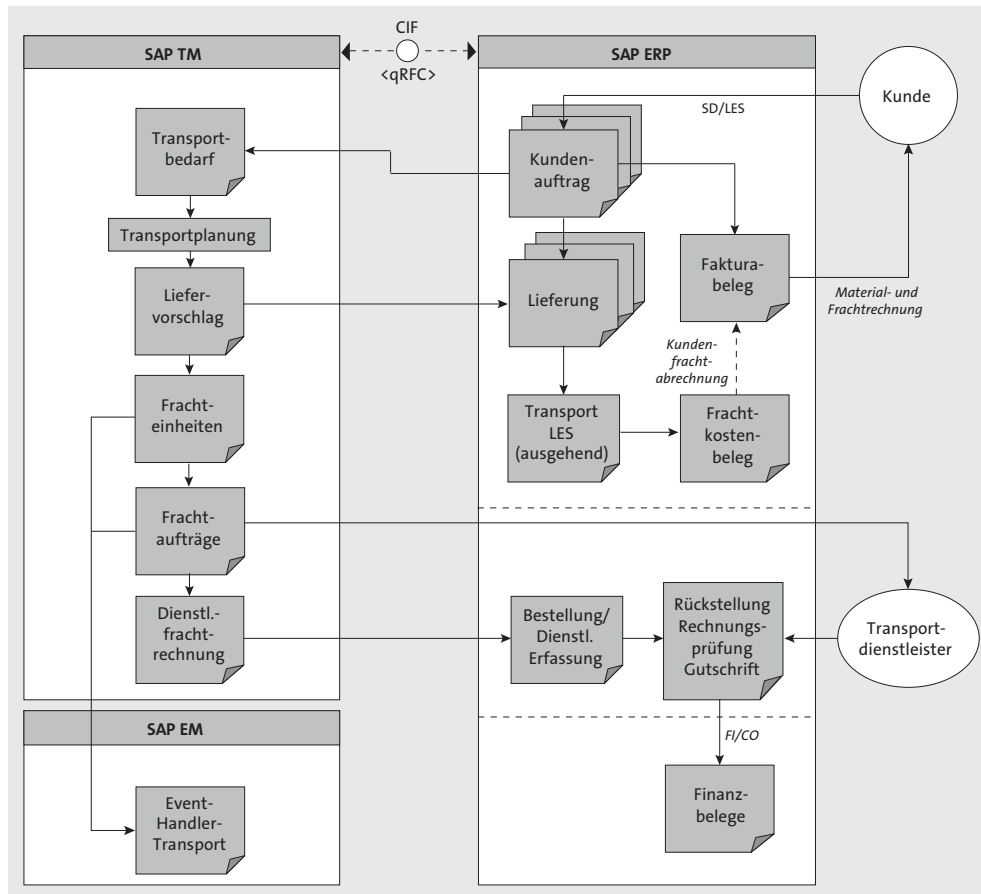 CIF
<qRFC>
SAP TM
SAP ERP
SD/LES
Kunde
Transport-
bedarf
Kunden-
auftrag
Transportplanung
Liefer-
vorschlag
Lieferung
Faktura-
beleg
Material- und
Frachtrechnung
Kunden-
fracht-
abrechnung
Fracht-
einheiten
Transport
LES
(ausgehend)
Fracht-
kosten-
beleg
Fracht-
aufträge
Dienstl.-
fracht-
rechnung
Bestellung/
Dienstl.
Erfassung
Rückstellung
Rechnungs-
prüfung
Gutschrift
Transport-
dienstleister
SAP EM
FI/CO
Event-
Handler-
Transport
Finanz-
belege